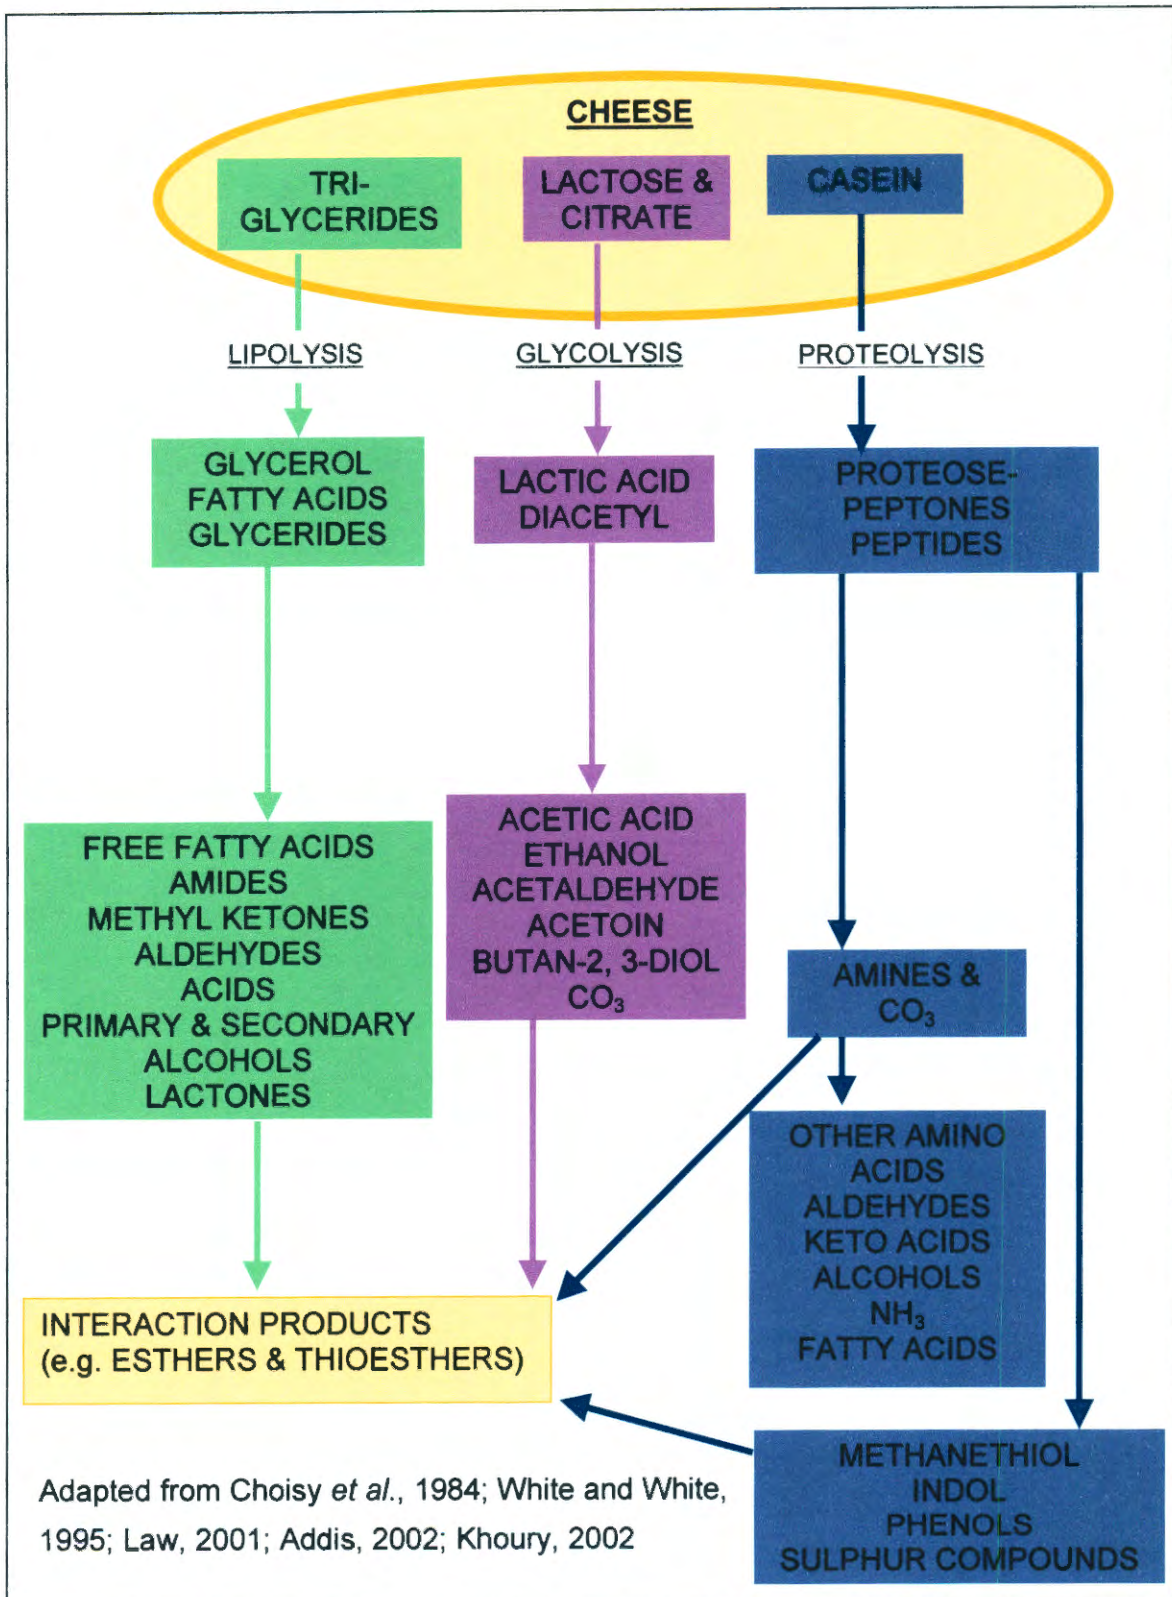 CHEESE
TRI-
GLYCERIDES
LACTOSE &
CITRATE
CASEIN
LIPOLYSIS
GLYCOLYSIS
PROTEOLYSIS
GLYCEROL
FATTY ACIDS
GLYCERIDES
LACTIC ACID
DIACETYL
PROTEOSE-
PEPTONES
PEPTIDES
FREE FATTY ACIDS
AMIDES
METHYL KETONES
ALDEHYDES
ACIDS
PRIMARY & SECONDARY
ALCOHOLS
LACTONES
ACETIC ACID
ETHANOL
ACETALDEHYDE
ACETOIN
BUTAN-2, 3-DIOL
CO₃
AMINES &
CO₃
OTHER AMINO
ACIDS
ALDEHYDES
KETO ACIDS
ALCOHOLS
NH₃
FATTY ACIDS
INTERACTION PRODUCTS
(e.g. ESTHERS & THIOESTHERS)
METHANETHIOL
INDOL
PHENOLS
SULPHUR COMPOUNDS
Adapted from Choisy et al., 1984; White and White,
1995; Law, 2001; Addis, 2002; Khoury, 2002